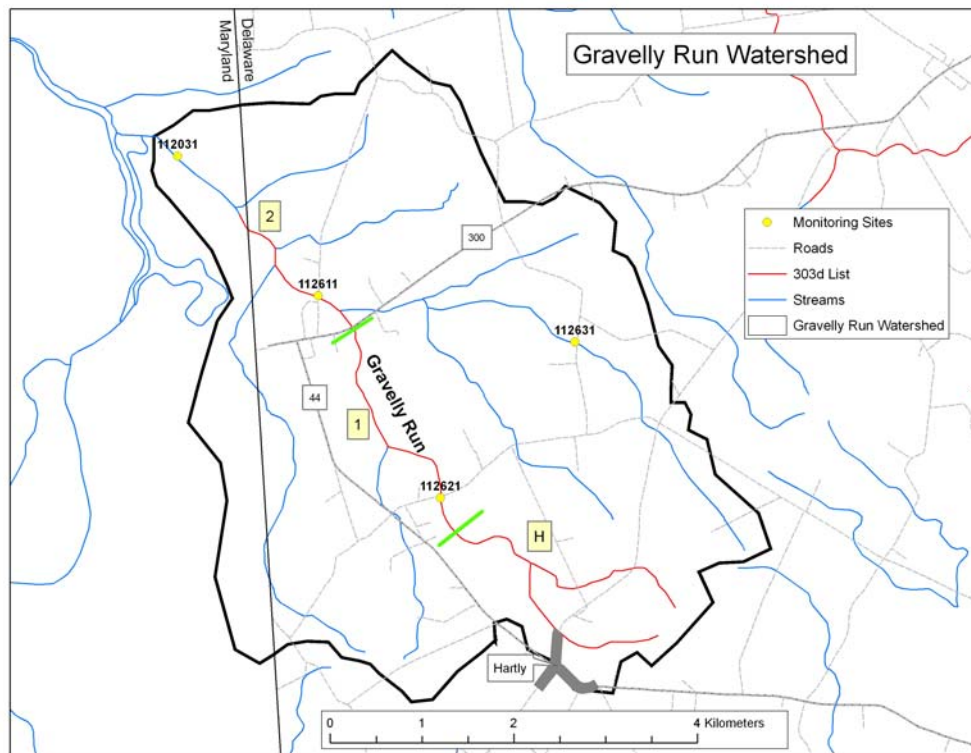 Gravelly Run Watershed
Maryland
Delaware
112031
2
300
Monitoring Sites
Roads
303d List
Streams
Gravelly Run Watershed
112611
112631
44
Gravelly Run
1
112621
H
Hartly
0 1 2 4 Kilometers